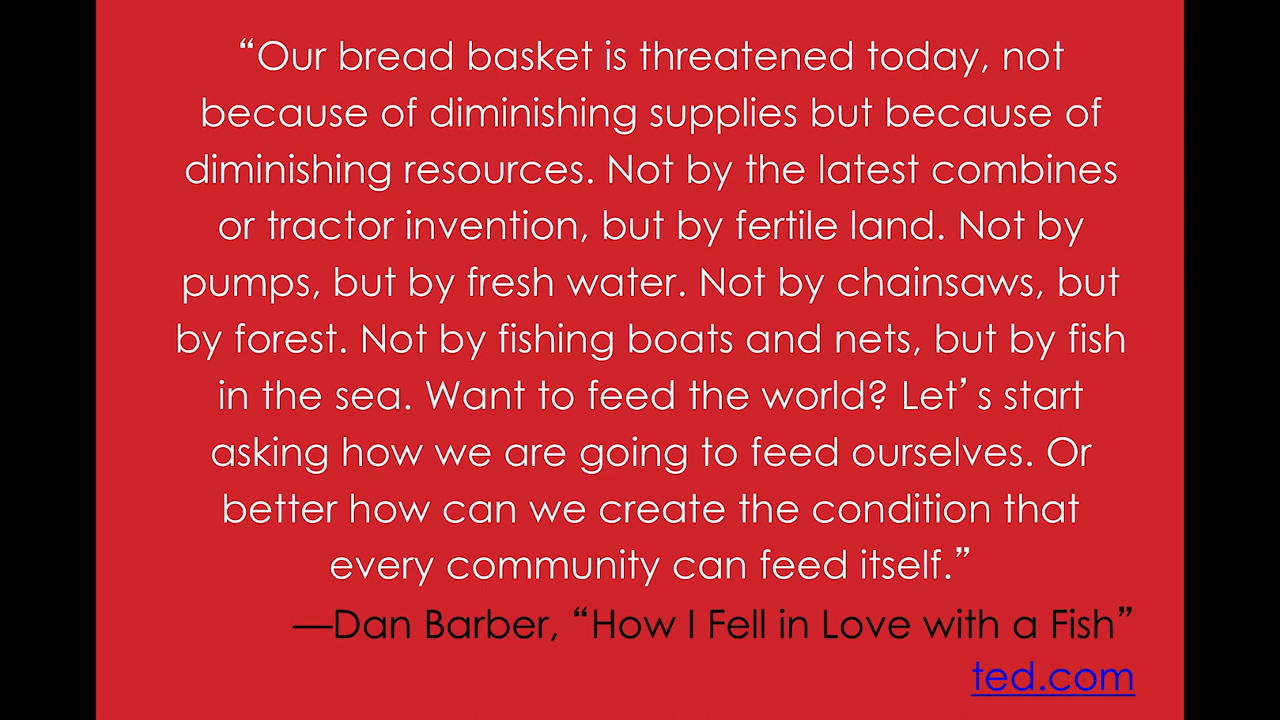 “Our bread basket is threatened today, not
because of diminishing supplies but because of
diminishing resources. Not by the latest combines
or tractor invention, but by fertile land. Not by
pumps, but by fresh water. Not by chainsaws, but
by forest. Not by fishing boats and nets, but by fish
in the sea. Want to feed the world? Let’s start
asking how we are going to feed ourselves. Or
better how can we create the condition that
every community can feed itself.”
—Dan Barber, “How I Fell in Love with a Fish”
ted.com